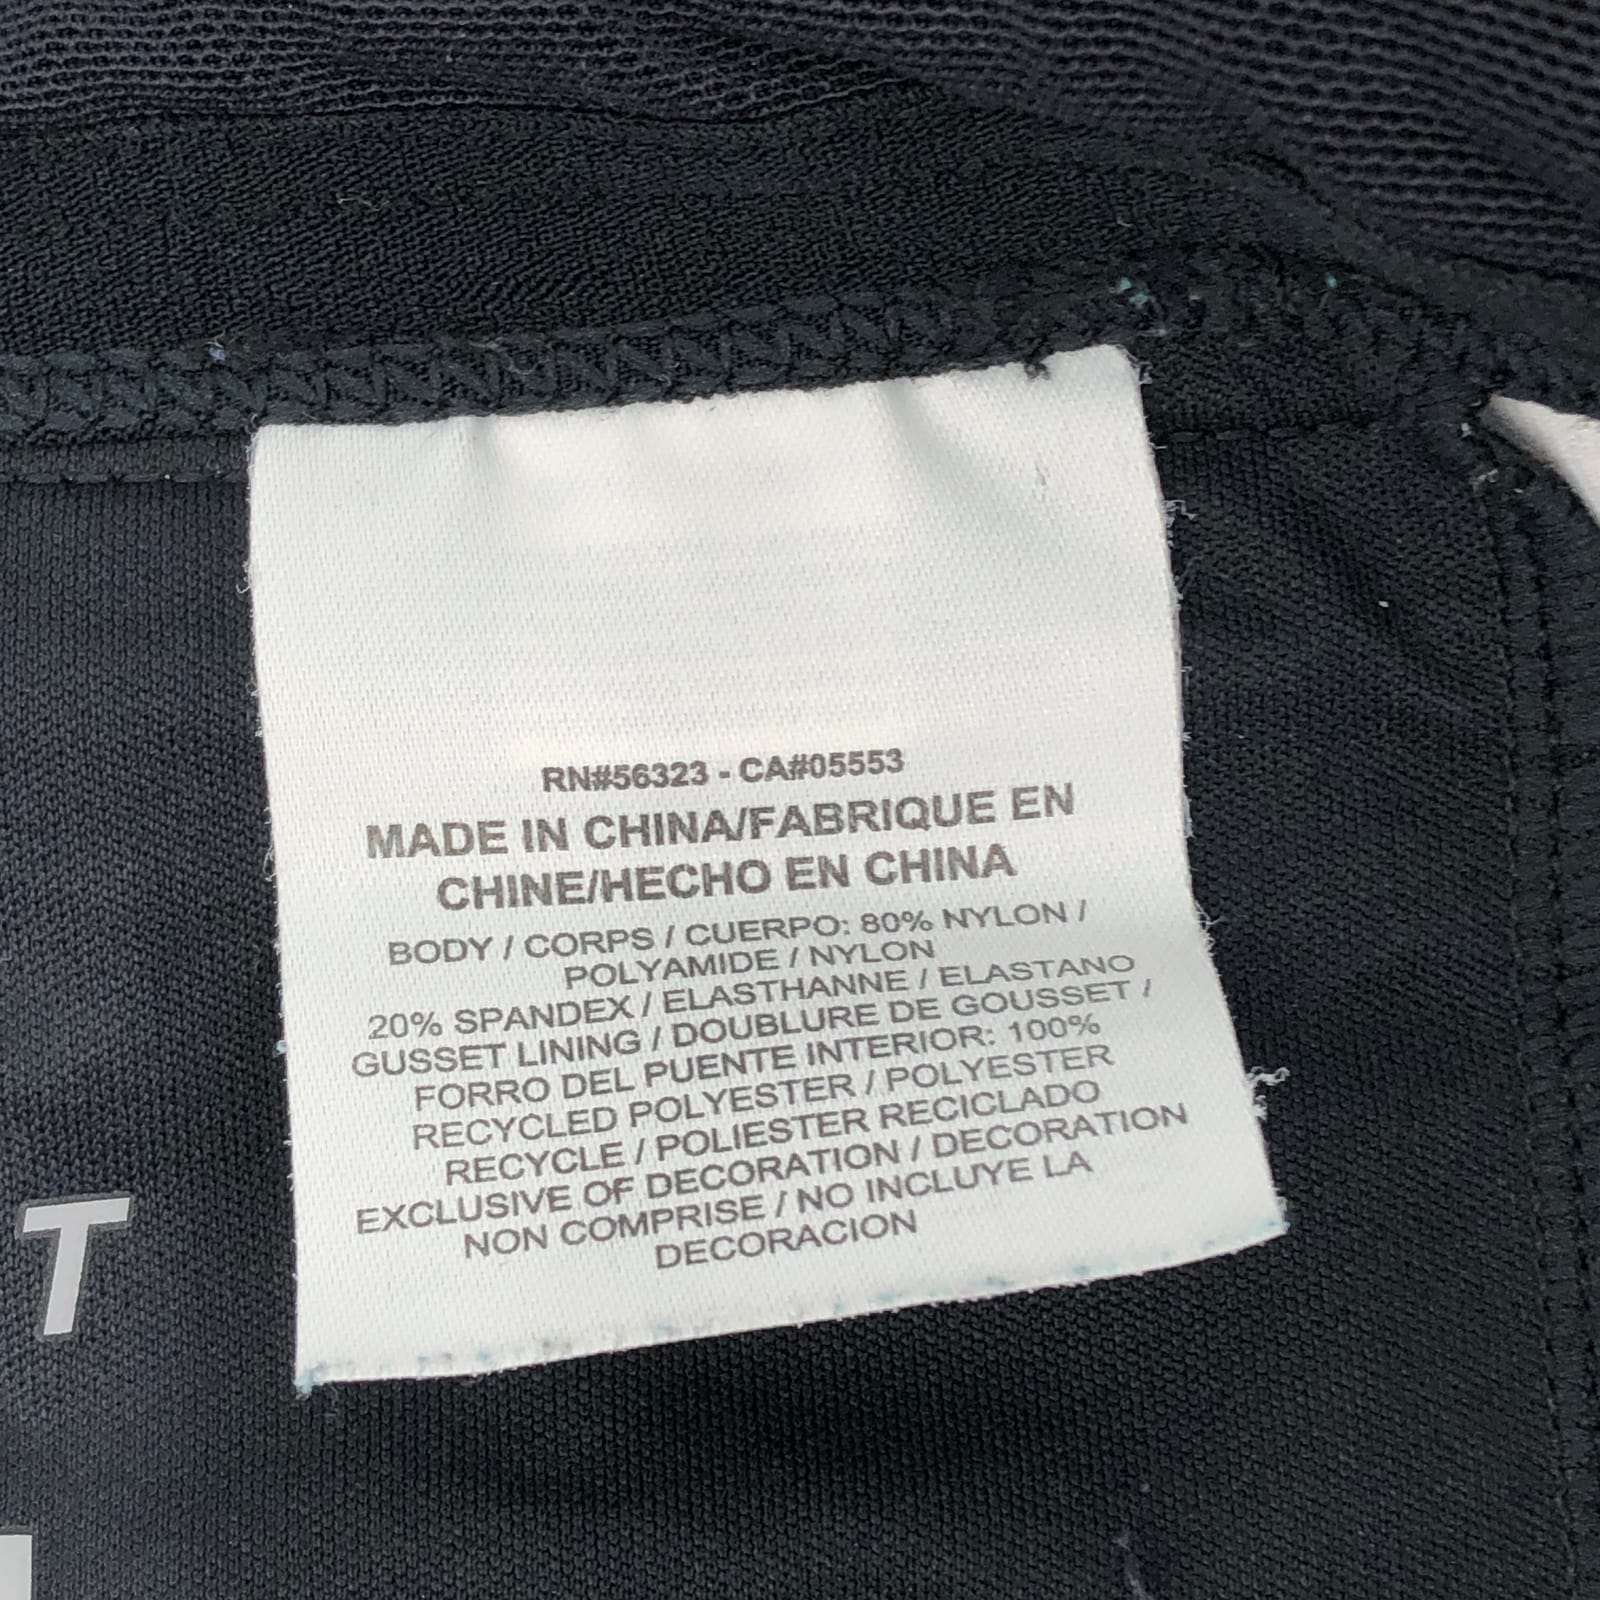 RN#56323 - CA#05553
MADE IN CHINA/FABRIQUE EN
CHINE/HECHO EN CHINA
BODY / CORPS / CUERPO: 80% NYLON /
POLYAMIDE / NYLON
20% SPANDEX / ELASTHANNE / ELASTANO
GUSSET LINING / DOUBLURE DE GOUSSET /
FORRO DEL PUENTE INTERIOR: 100%
RECYCLED POLYESTER / POLYESTER
RECYCLE / POLIESTER RECICLADO
EXCLUSIVE OF DECORATION / DECORATION
NON COMPRISE / NO INCLUYE LA
DECORACION
T